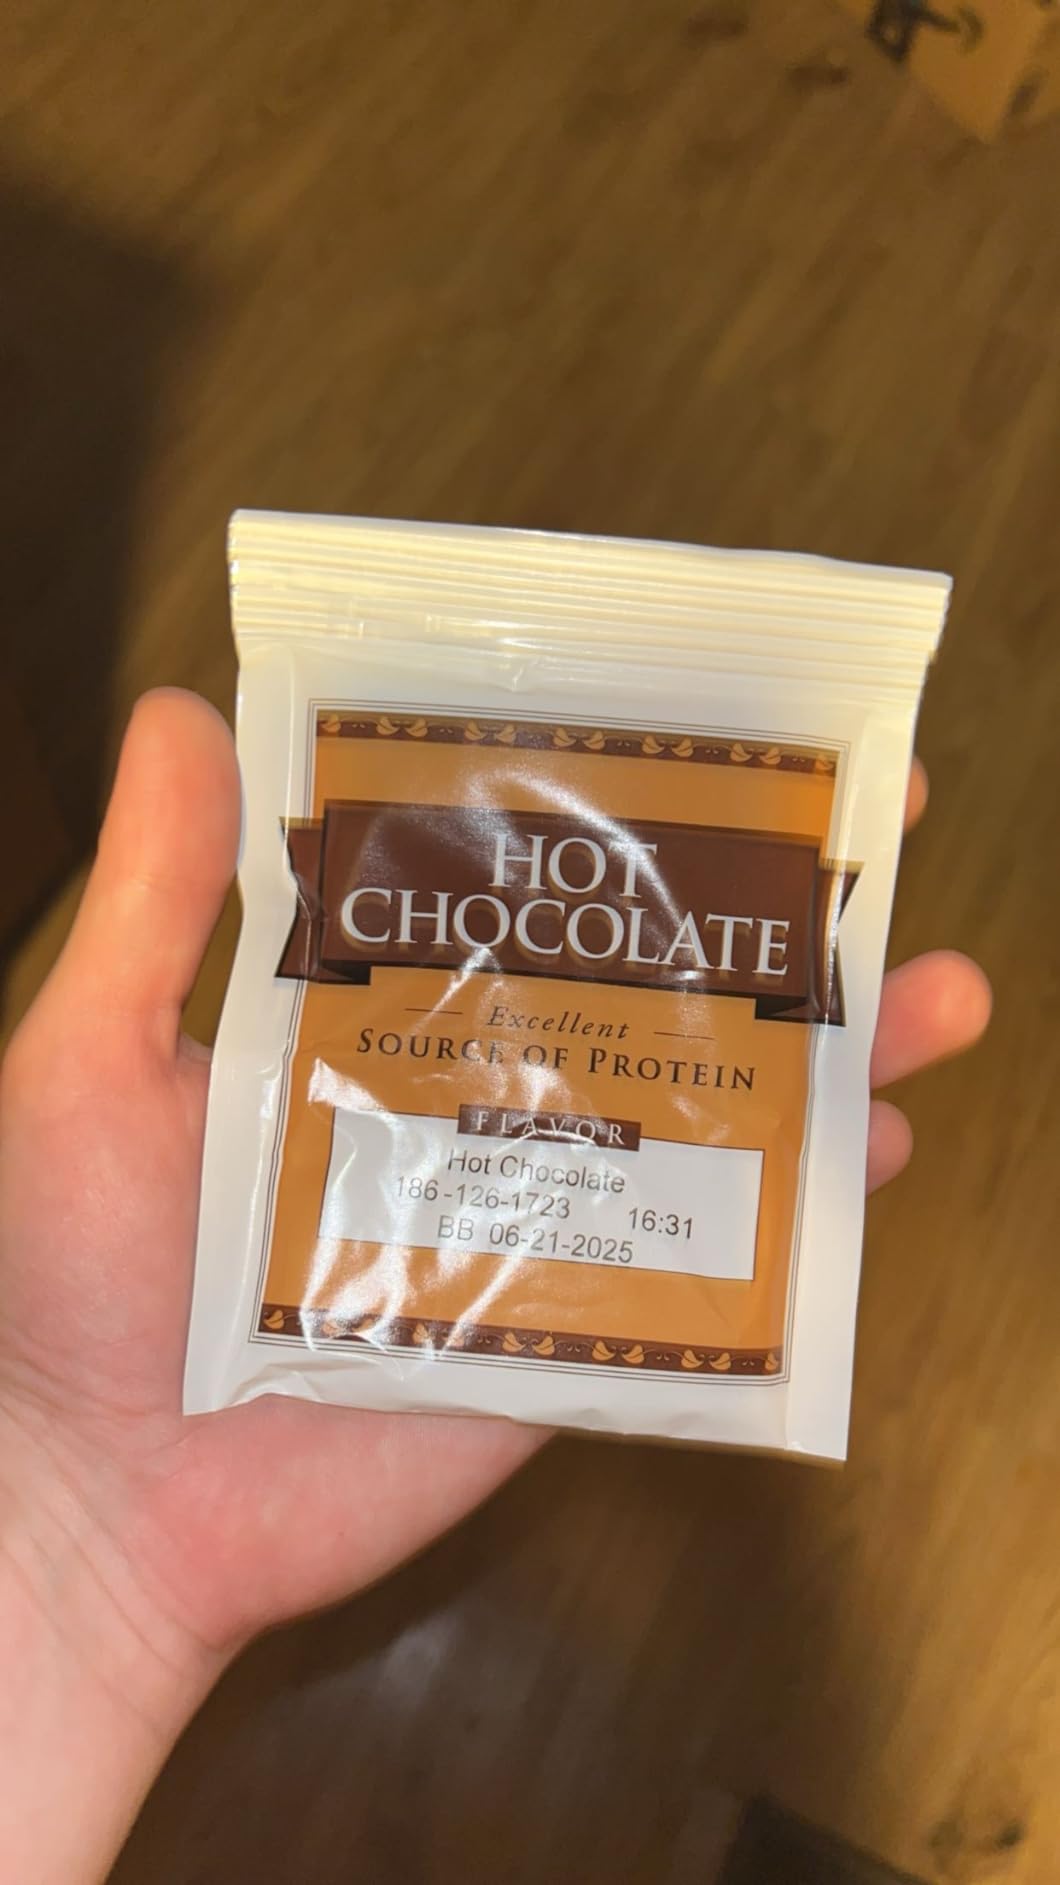 HOT
CHOCOLATE
Excellent
SOURCE OF PROTEIN
FLAVOR
Hot Chocolate
186-126-1723 16:31
BB 06-21-2025